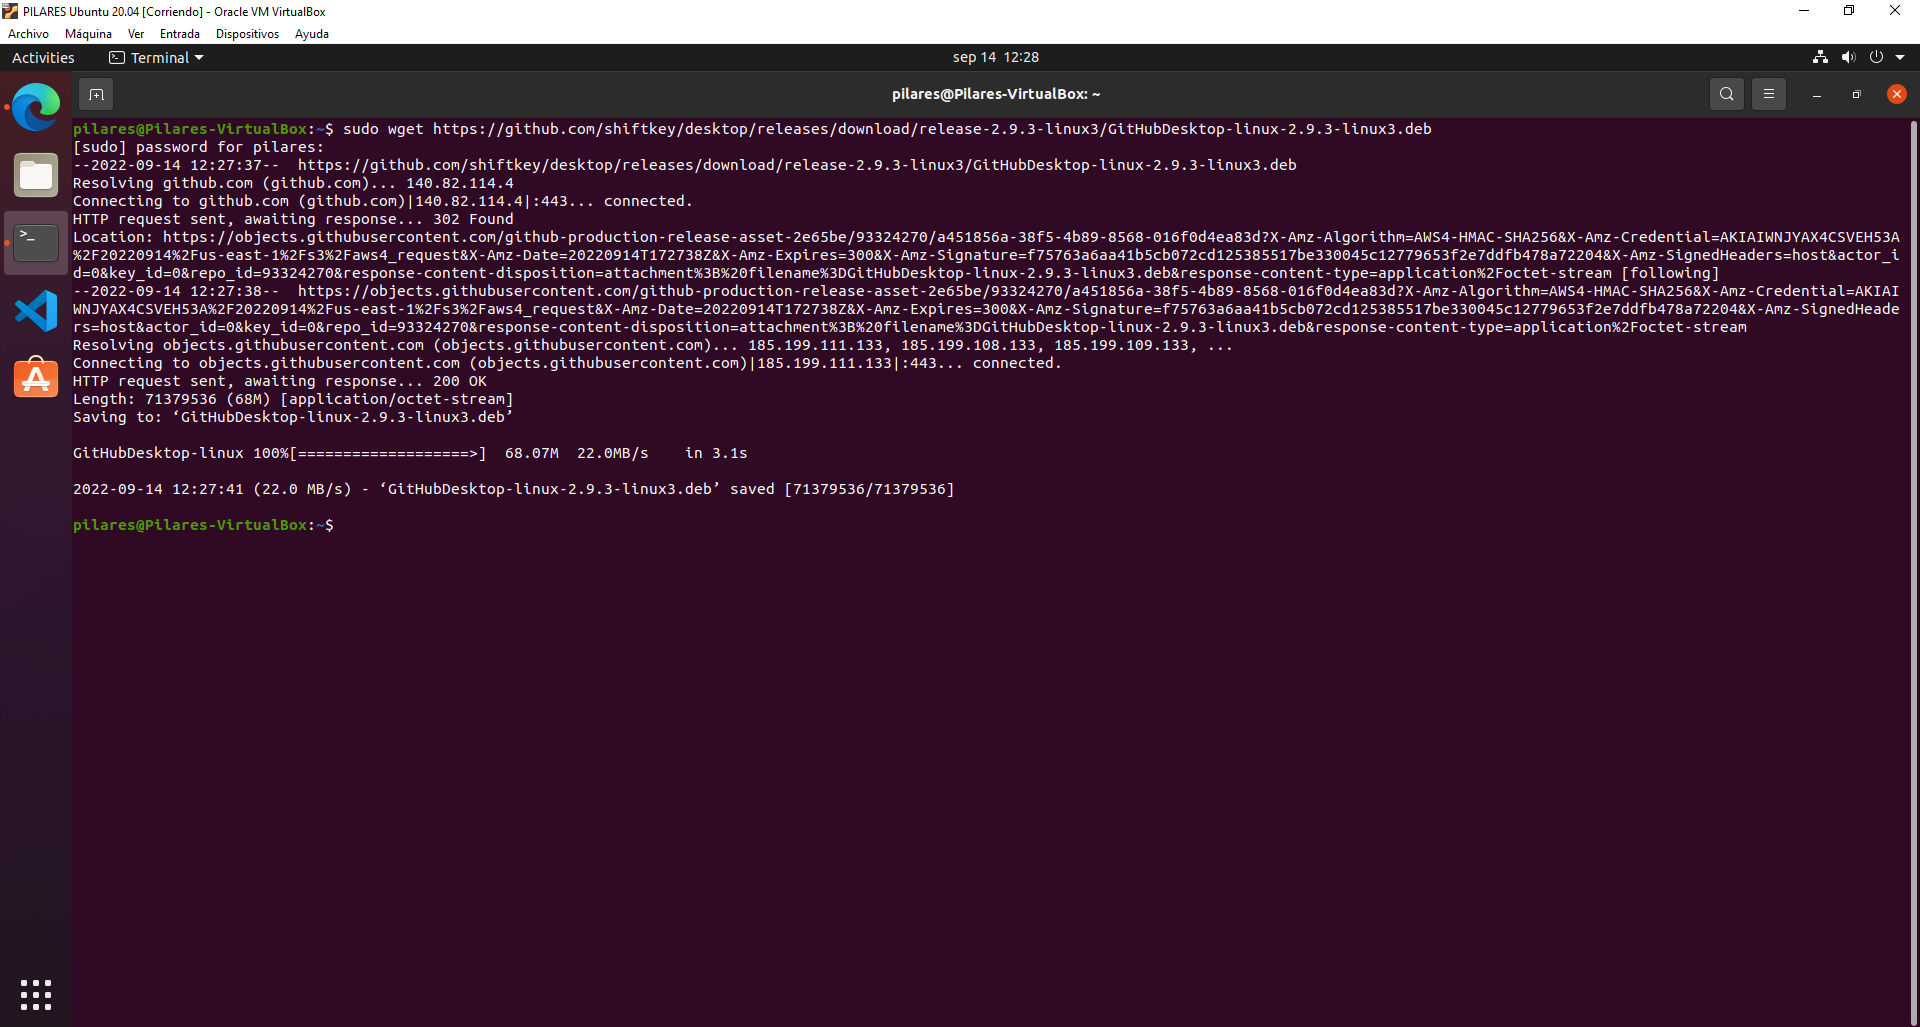 PILARES Ubuntu 20.04 [Corriendo] - Oracle VM VirtualBox
Archivo Máquina Ver Entrada Dispositivos Ayuda
Activities Terminal sep 14 12:28
pilares@Pilares-VirtualBox: ~
pilares@Pilares-VirtualBox:~$ sudo wget https://github.com/shiftkey/desktop/releases/download/release-2.9.3-linux3/GitHubDesktop-linux-2.9.3-linux3.deb
[sudo] password for pilares:
--2022-09-14 12:27:37--  https://github.com/shiftkey/desktop/releases/download/release-2.9.3-linux3/GitHubDesktop-linux-2.9.3-linux3.deb
Resolving github.com (github.com)... 140.82.114.4
Connecting to github.com (github.com)|140.82.114.4|:443... connected.
HTTP request sent, awaiting response... 302 Found
Location: https://objects.githubusercontent.com/github-production-release-asset-2e65be/93324270/a451856a-38f5-4b89-8568-016f0d4ea83d?X-Amz-Algorithm=AWS4-HMAC-SHA256&X-Amz-Credential=AKIAIWNJYAX4CSVEH53A
%2F20220914%2Fus-east-1%2Fs3%2Faws4_request&X-Amz-Date=20220914T172738Z&X-Amz-Expires=300&X-Amz-Signature=f75763a6aa41b5cb072cd125385517be330045c12779653f2e7ddfb478a72204&X-Amz-SignedHeaders=host&actor_i
d=0&key_id=0&repo_id=93324270&response-content-disposition=attachment%3B%20filename%3DGitHubDesktop-linux-2.9.3-linux3.deb&response-content-type=application%2Foctet-stream [following]
--2022-09-14 12:27:38--  https://objects.githubusercontent.com/github-production-release-asset-2e65be/93324270/a451856a-38f5-4b89-8568-016f0d4ea83d?X-Amz-Algorithm=AWS4-HMAC-SHA256&X-Amz-Credential=AKIAI
WNJYAX4CSVEH53A%2F20220914%2Fus-east-1%2Fs3%2Faws4_request&X-Amz-Date=20220914T172738Z&X-Amz-Expires=300&X-Amz-Signature=f75763a6aa41b5cb072cd125385517be330045c12779653f2e7ddfb478a72204&X-Amz-SignedHeade
rs=host&actor_id=0&key_id=0&repo_id=93324270&response-content-disposition=attachment%3B%20filename%3DGitHubDesktop-linux-2.9.3-linux3.deb&response-content-type=application%2Foctet-stream
Resolving objects.githubusercontent.com (objects.githubusercontent.com)... 185.199.111.133, 185.199.108.133, 185.199.109.133, ...
Connecting to objects.githubusercontent.com (objects.githubusercontent.com)|185.199.111.133|:443... connected.
HTTP request sent, awaiting response... 200 OK
Length: 71379536 (68M) [application/octet-stream]
Saving to: ‘GitHubDesktop-linux-2.9.3-linux3.deb’
GitHubDesktop-linux 100%[===================>]  68.07M  22.0MB/s    in 3.1s
2022-09-14 12:27:41 (22.0 MB/s) - ‘GitHubDesktop-linux-2.9.3-linux3.deb’ saved [71379536/71379536]
pilares@Pilares-VirtualBox:~$